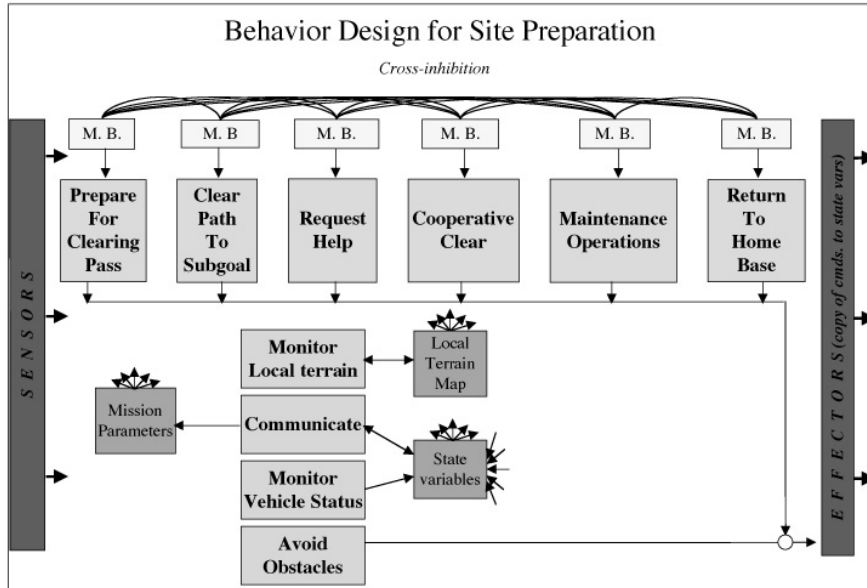 Behavior Design for Site Preparation
Cross-inhibition
M. B.
M. B
M. B.
M. B.
M. B.
M. B.
Prepare
For
Clearing
Pass
Clear
Path
To
Subgoal
Request
Help
Cooperative
Clear
Maintenance
Operations
Return
To
Home
Base
SENSORS
EFFECTORS (copy of cmds. to state vars)
Monitor
Local terrain
Local
Terrain
Map
Mission
Parameters
Communicate
State
variables
Monitor
Vehicle Status
Avoid
Obstacles